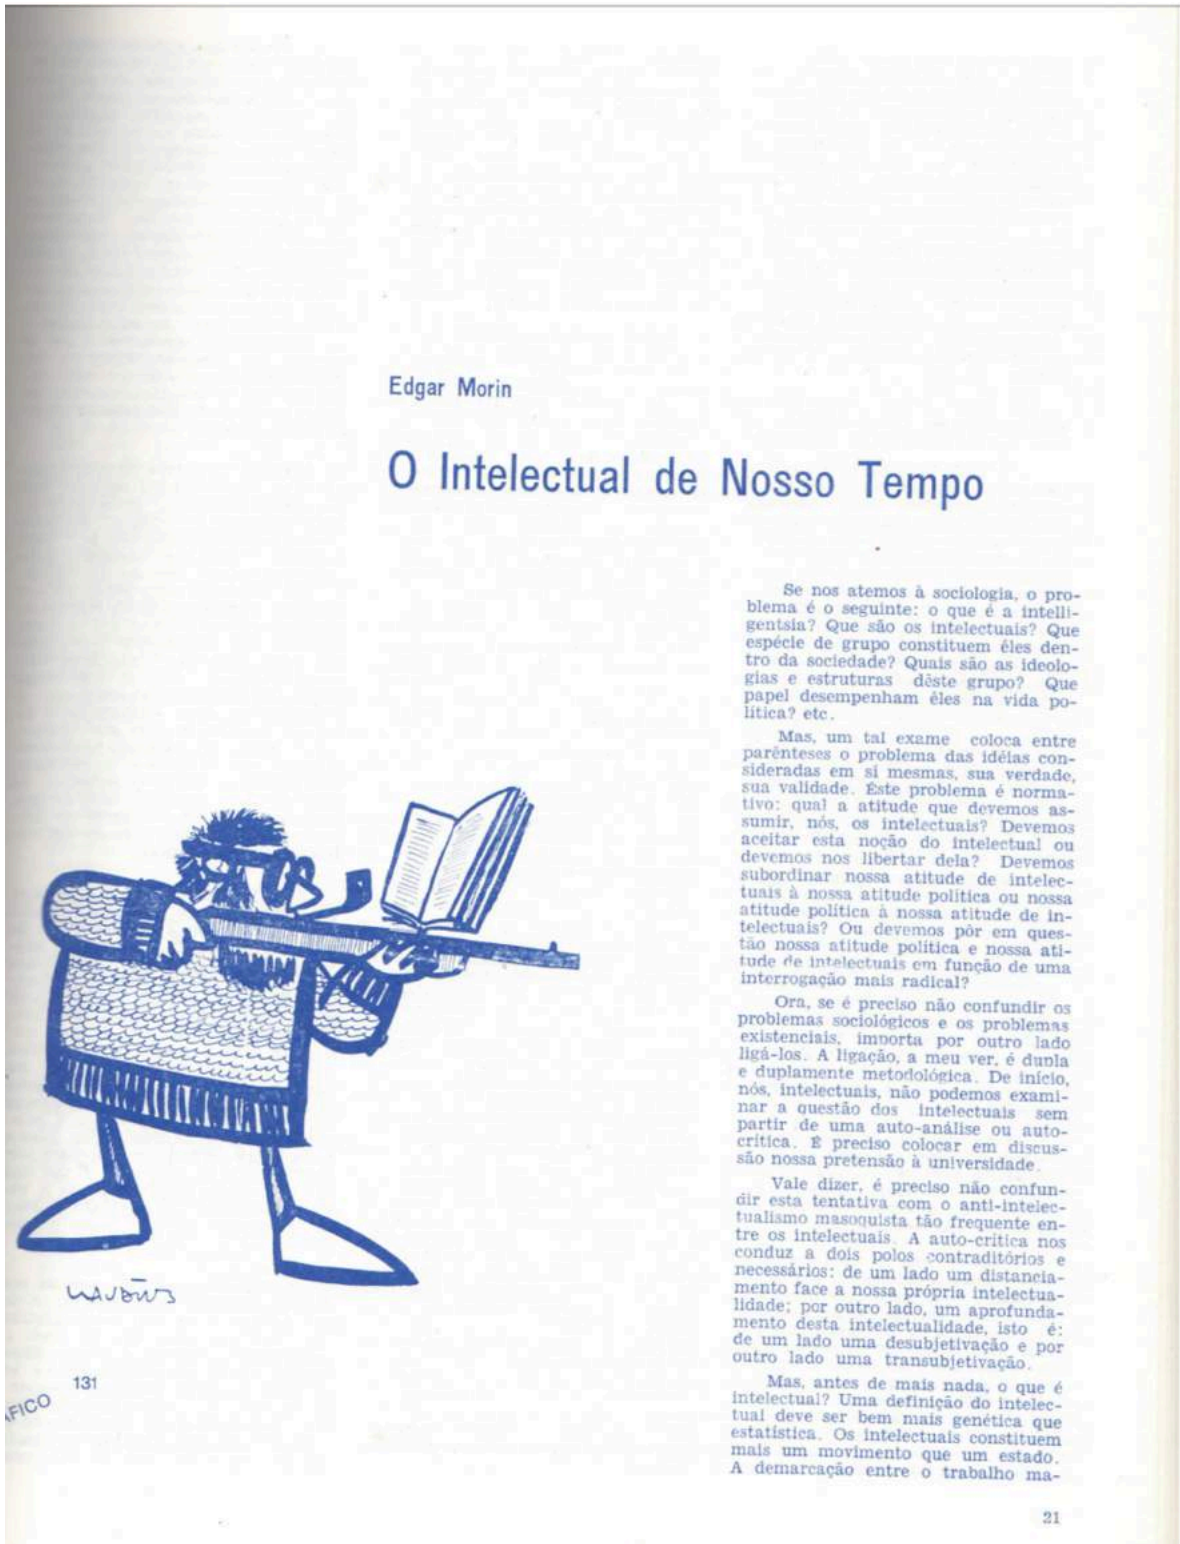 Edgar Morin
O Intelectual de Nosso Tempo
Se nos atemos à sociologia, o pro-
blema é o seguinte: o que é a intelli-
gentsia? Que são os intelectuais? Que
espécie de grupo constituem êles den-
tro da sociedade? Quais são as ideolo-
gias e estruturas dêste grupo? Que
papel desempenham êles na vida po-
lítica? etc.
Mas, um tal exame coloca entre
parênteses o problema das idéias con-
sideradas em si mesmas, sua verdade,
sua validade. Êste problema é norma-
tivo: qual a atitude que devemos as-
sumir, nós, os intelectuais? Devemos
aceitar esta noção do intelectual ou
devemos nos libertar dela? Devemos
subordinar nossa atitude de intelec-
tuais à nossa atitude política ou nossa
atitude política à nossa atitude de in-
telectuais? Ou devemos pôr em ques-
tão nossa atitude política e nossa ati-
tude de intelectuais em função de uma
interrogação mais radical?
Ora, se é preciso não confundir os
problemas sociológicos e os problemas
existenciais, importa por outro lado
ligá-los. A ligação, a meu ver, é dupla
e duplamente metodológica. De início,
nós, intelectuais, não podemos exami-
nar a questão dos intelectuais sem
partir de uma auto-análise ou auto-
crítica. É preciso colocar em discus-
são nossa pretensão à universidade.
Vale dizer, é preciso não confun-
dir esta tentativa com o anti-intelec-
tualismo masoquista tão frequente en-
tre os intelectuais. A auto-crítica nos
conduz a dois polos contraditórios e
necessários: de um lado um distancia-
mento face a nossa própria intelectua-
lidade; por outro lado, um aprofunda-
mento desta intelectualidade, isto é:
de um lado uma desubjetivação e por
outro lado uma transubjetivação.
Mas, antes de mais nada, o que é
intelectual? Uma definição do intelec-
tual deve ser bem mais genética que
estatística. Os intelectuais constituem
mais um movimento que um estado.
A demarcação entre o trabalho ma-
131
AFICO
21